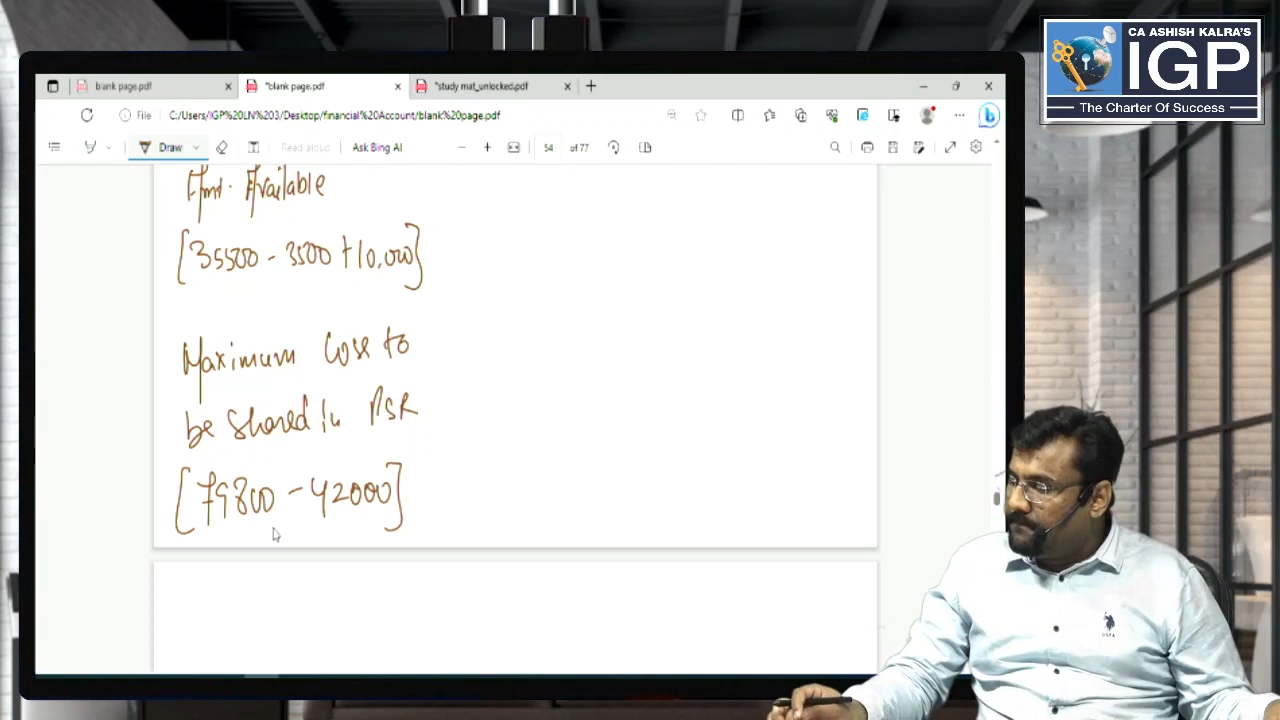 CA ASHISH KALRA'S
IGP
The Charter Of Success
blank page.pdf
*blank page.pdf
*study mat_unlocked.pdf
File
C:/Users/IGP%20LN%203/Desktop/financial%20Account/blank%20page.pdf
Draw
Read aloud
Ask Bing AI
54
of 77
Amt. Available
[35500 - 3500 + 10,000]
Maximum Loss to
be shared in PSR
[79800 - 42000]
USPA